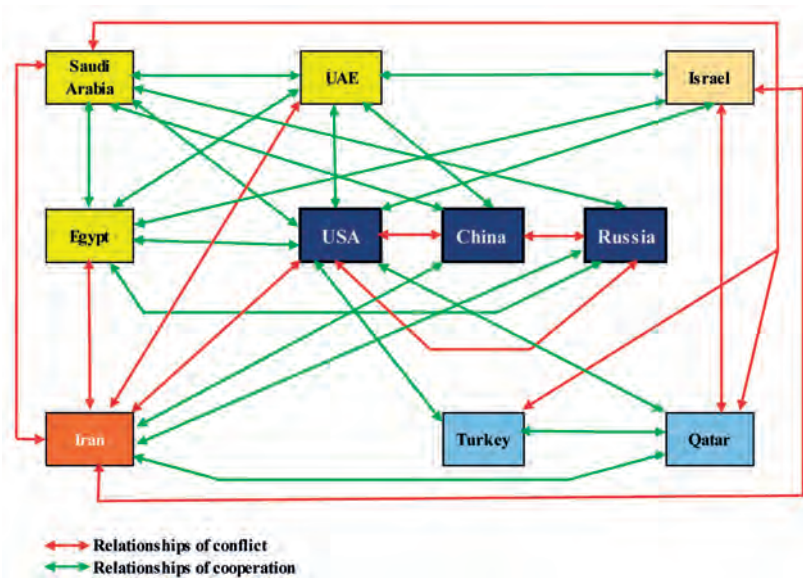 Saudi
Arabia
UAE
Israel
Egypt
USA
China
Russia
Iran
Turkey
Qatar
Relationships of conflict
Relationships of cooperation